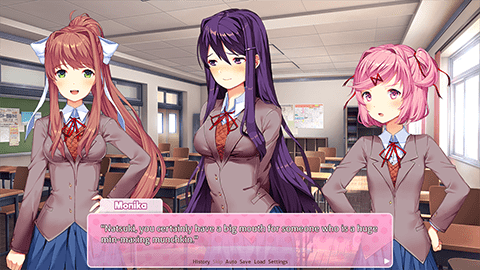 Monika
"Natsuki, you certainly have a big mouth for someone who is a huge
min-maxing munchkin."
History Skip Auto Save Load Settings